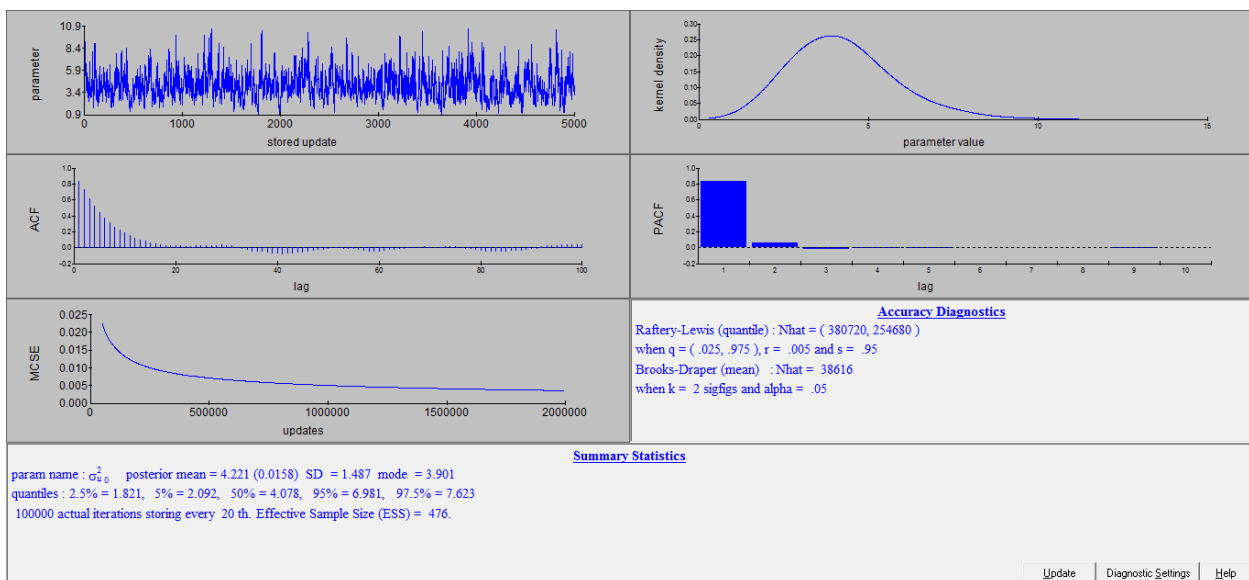 10.9
8.4
5.9
3.4
0.9
parameter
0 1000 2000 3000 4000 5000
stored update
0.30
0.25
0.20
0.15
0.10
0.05
0.00
kernel density
0 5 10 15
parameter value
1.0
0.8
0.6
0.4
0.2
0.0
-0.2
ACF
0 20 40 60 80 100
lag
1.0
0.8
0.6
0.4
0.2
0.0
-0.2
PACF
1 2 3 4 5 6 7 8 9 10
lag
0.025
0.020
0.015
0.010
0.005
0.000
MCSE
0 500000 1000000 1500000 2000000
updates
Accuracy Diagnostics
Raftery-Lewis (quantile) : Nhat = ( 380720, 254680 )
when q = ( .025, .975 ), r = .005 and s = .95
Brooks-Draper (mean) : Nhat = 38616
when k = 2 sigfigs and alpha = .05
Summary Statistics
param name : σ²u0 posterior mean = 4.221 (0.0158) SD = 1.487 mode = 3.901
quantiles : 2.5% = 1.821, 5% = 2.092, 50% = 4.078, 95% = 6.981, 97.5% = 7.623
100000 actual iterations storing every 20 th. Effective Sample Size (ESS) = 476.
Update Diagnostic Settings Help